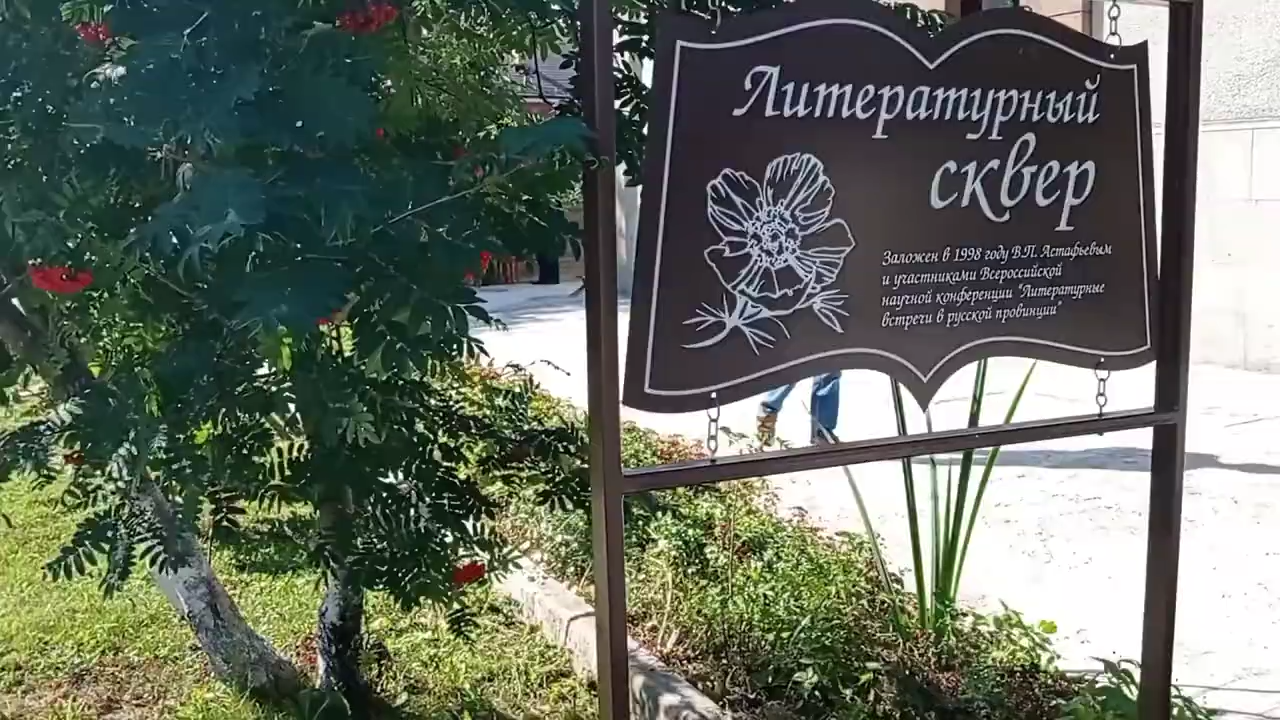 Литературный
сквер
Заложен в 1998 году В.П. Астафьевым
и участниками Всероссийской
научной конференции "Литературные
встречи в русской провинции"